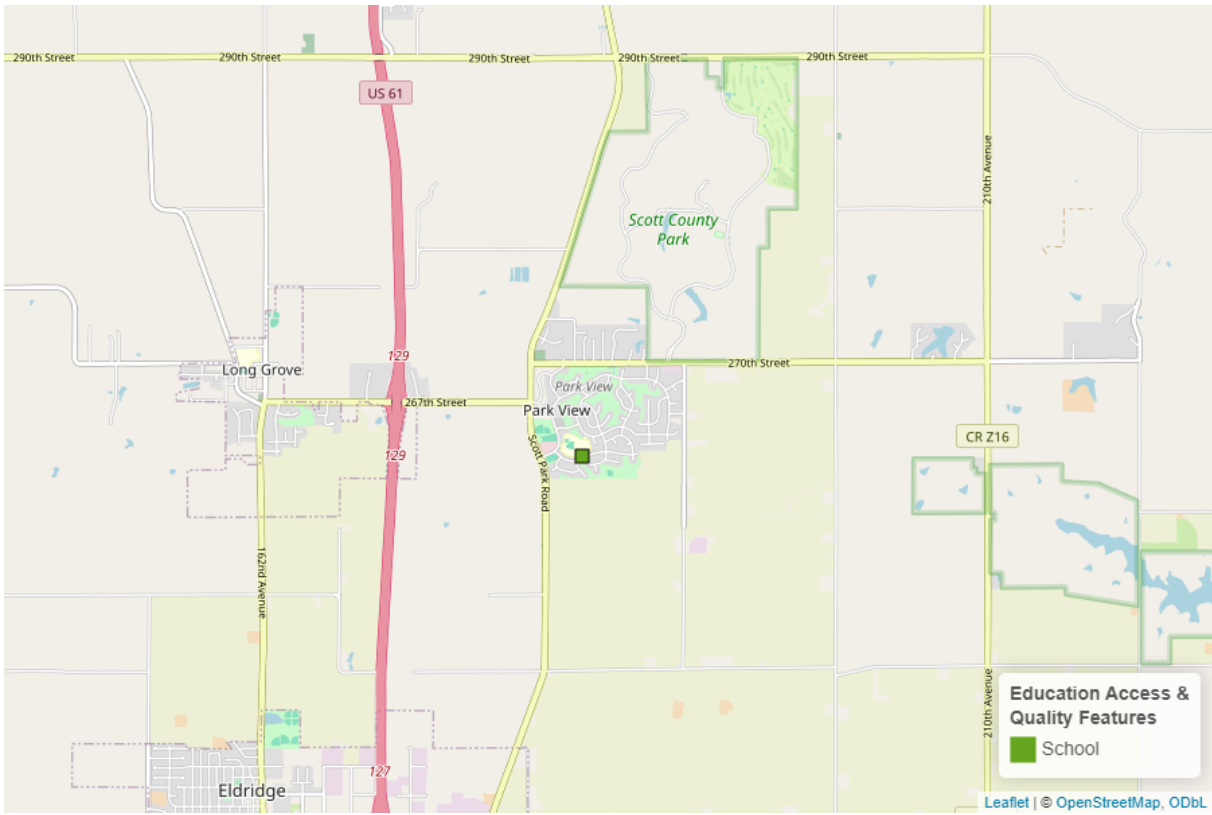 290th Street
290th Street
290th Street
290th Street
290th Street
US 61
210th Avenue
Scott County
Park
129
270th Street
Long Grove
Park View
267th Street
Park View
CR Z16
129
Scott Park Road
162nd Avenue
210th Avenue
Education Access &
Quality Features
School
127
Eldridge
Leaflet | © OpenStreetMap, ODbL